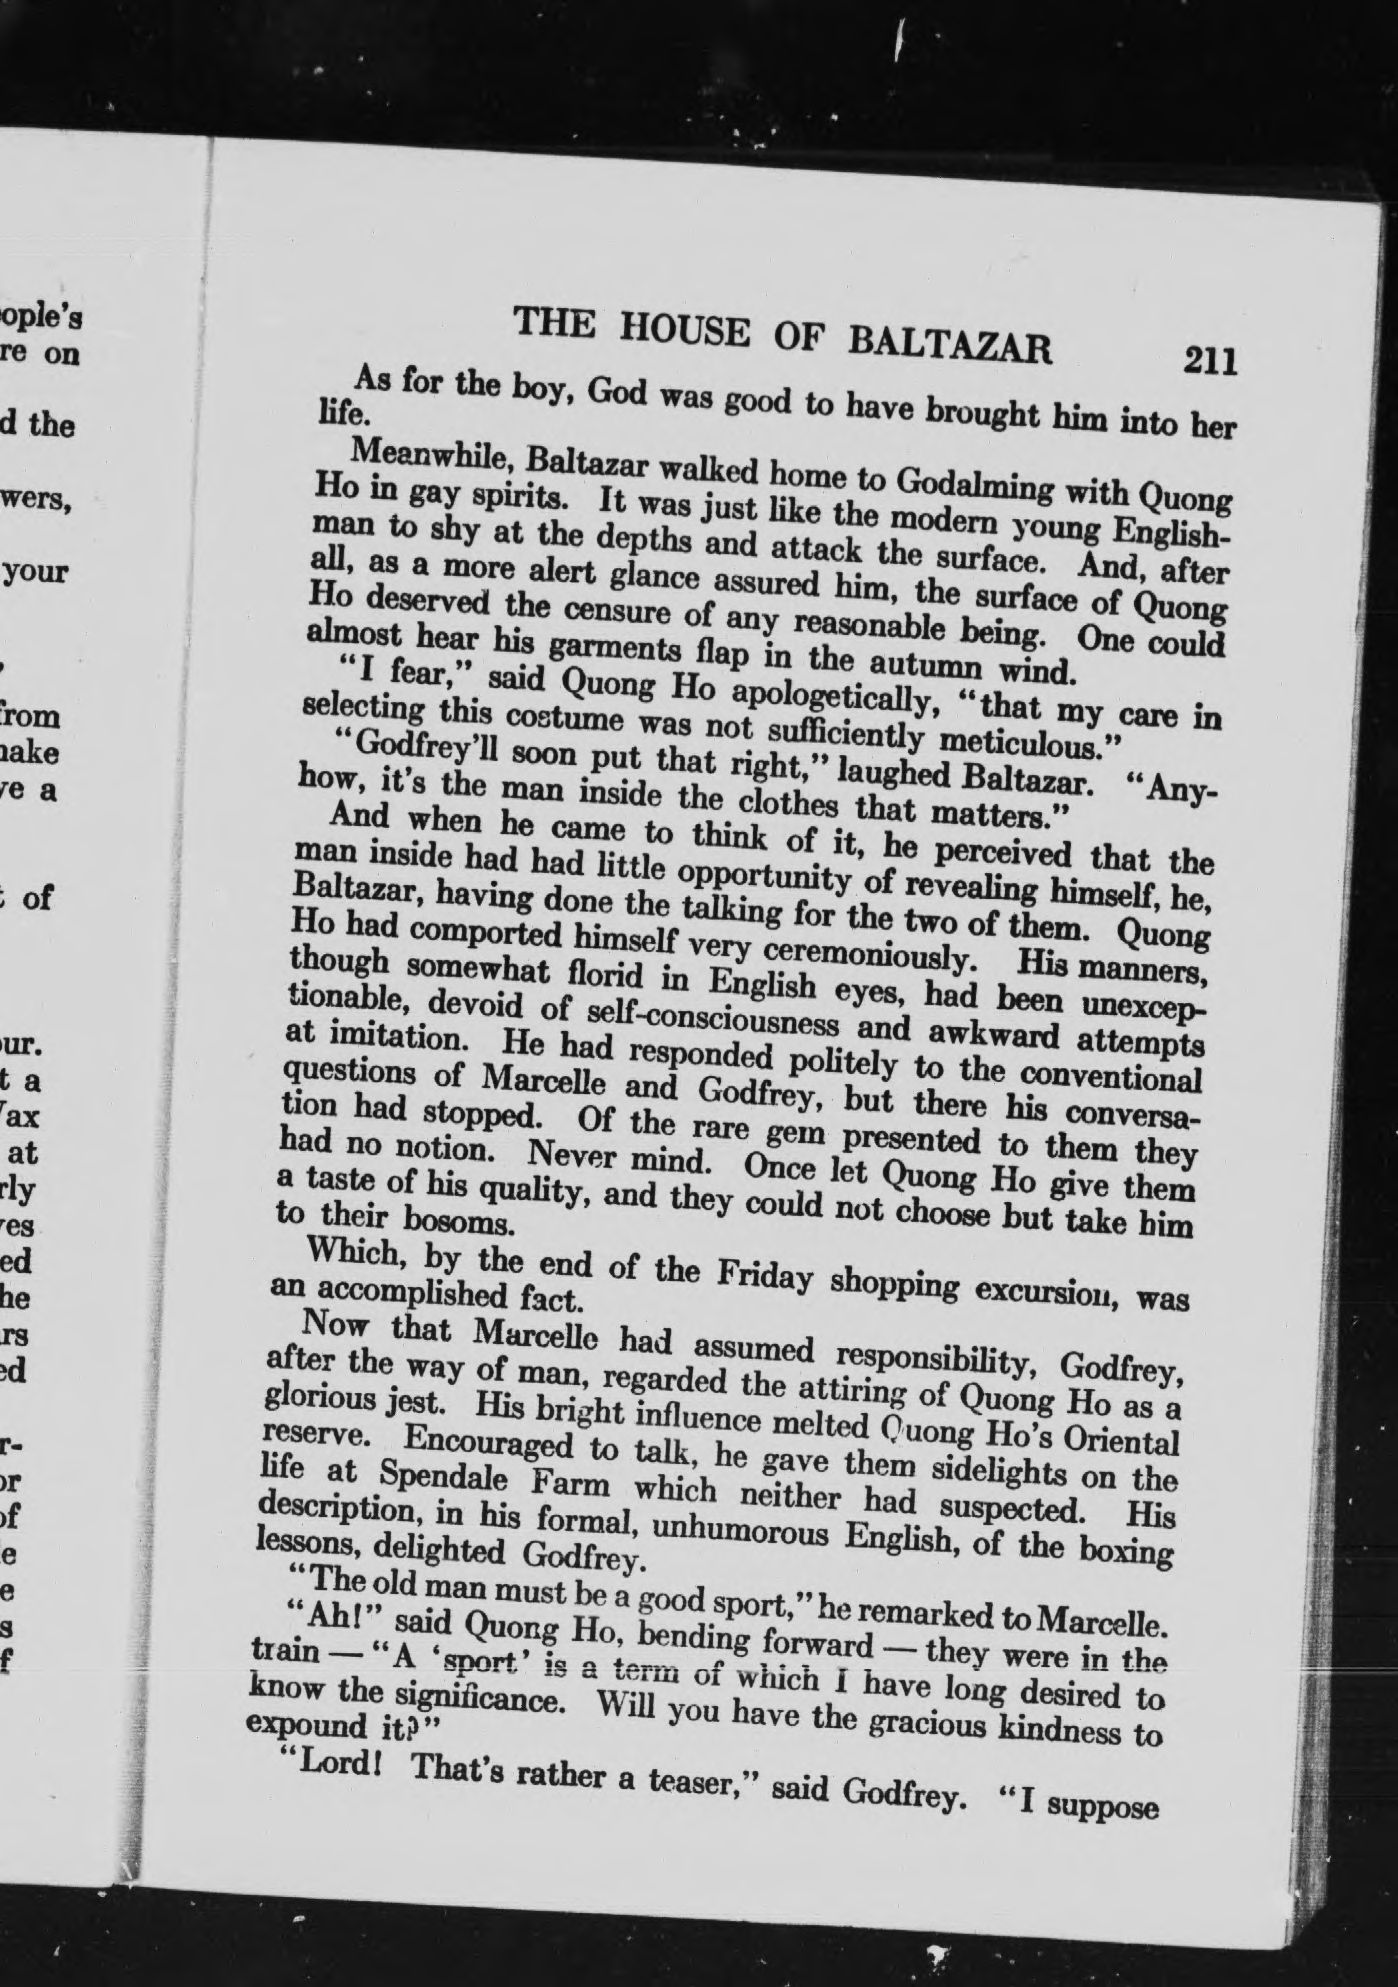 THE HOUSE OF BALTAZAR 211
As for the boy, God was good to have brought him into her
life.
Meanwhile, Baltazar walked home to Godalming with Quong
Ho in gay spirits. It was just like the modern young English-
man to shy at the depths and attack the surface. And, after
all, as a more alert glance assured him, the surface of Quong
Ho deserved the censure of any reasonable being. One could
almost hear his garments flap in the autumn wind.
"I fear," said Quong Ho apologetically, "that my care in
selecting this costume was not sufficiently meticulous."
"Godfrey'll soon put that right," laughed Baltazar. "Any-
how, it's the man inside the clothes that matters."
And when he came to think of it, he perceived that the
man inside had had little opportunity of revealing himself, he,
Baltazar, having done the talking for the two of them. Quong
Ho had comported himself very ceremoniously. His manners,
though somewhat florid in English eyes, had been unexcep-
tionable, devoid of self-consciousness and awkward attempts
at imitation. He had responded politely to the conventional
questions of Marcelle and Godfrey, but there his conversa-
tion had stopped. Of the rare gem presented to them they
had no notion. Never mind. Once let Quong Ho give them
a taste of his quality, and they could not choose but take him
to their bosoms.
Which, by the end of the Friday shopping excursion, was
an accomplished fact.
Now that Marcelle had assumed responsibility, Godfrey,
after the way of man, regarded the attiring of Quong Ho as a
glorious jest. His bright influence melted Quong Ho's Oriental
reserve. Encouraged to talk, he gave them sidelights on the
life at Spendale Farm which neither had suspected. His
description, in his formal, unhumorous English, of the boxing
lessons, delighted Godfrey.
"The old man must be a good sport," he remarked to Marcelle.
"Ah!" said Quong Ho, bending forward — they were in the
train — "A 'sport' is a term of which I have long desired to
know the significance. Will you have the gracious kindness to
expound it?"
"Lord! That's rather a teaser," said Godfrey. "I suppose